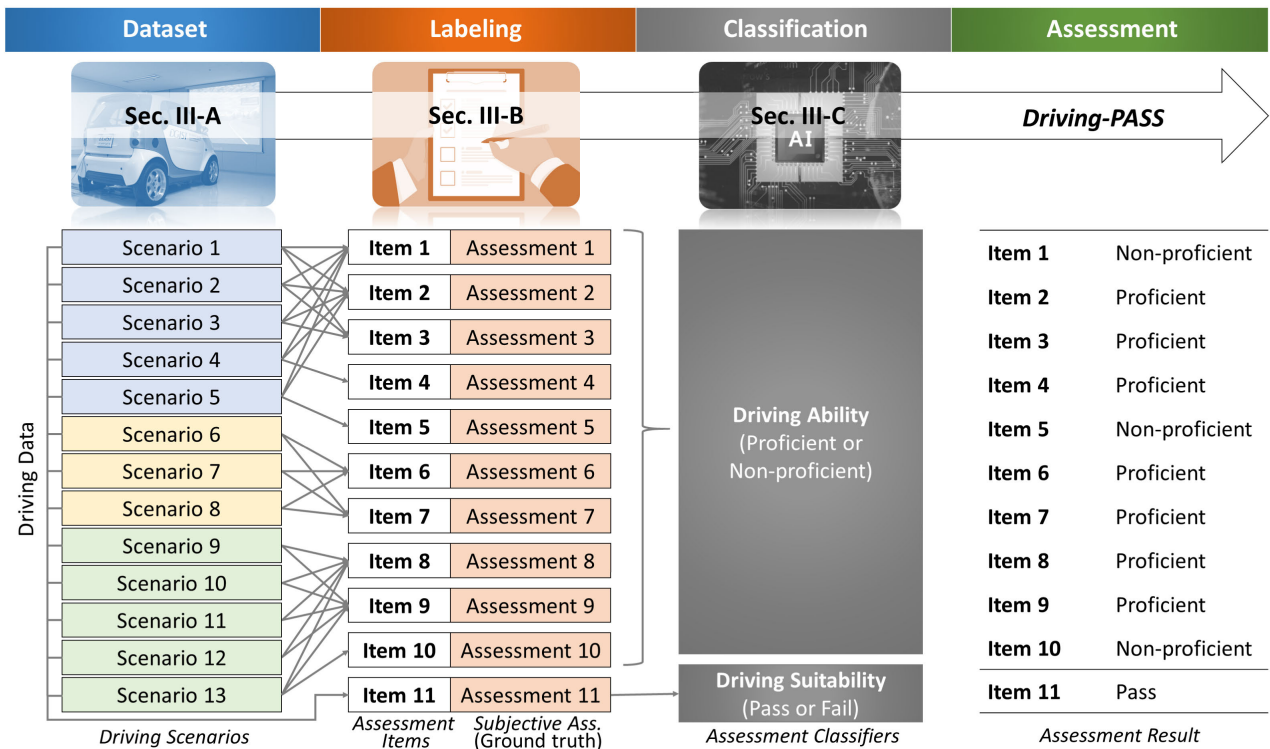 Dataset
Labeling
Classification
Assessment
Sec. III-A
Sec. III-B
Sec. III-C
AI
Driving-PASS
Driving Data
Scenario 1
Scenario 2
Scenario 3
Scenario 4
Scenario 5
Scenario 6
Scenario 7
Scenario 8
Scenario 9
Scenario 10
Scenario 11
Scenario 12
Scenario 13
Driving Scenarios
Item 1 Assessment 1
Item 2 Assessment 2
Item 3 Assessment 3
Item 4 Assessment 4
Item 5 Assessment 5
Item 6 Assessment 6
Item 7 Assessment 7
Item 8 Assessment 8
Item 9 Assessment 9
Item 10 Assessment 10
Item 11 Assessment 11
Assessment
Items
Subjective Ass.
(Ground truth)
Driving Ability
(Proficient or
Non-proficient)
Driving Suitability
(Pass or Fail)
Assessment Classifiers
Item 1 Non-proficient
Item 2 Proficient
Item 3 Proficient
Item 4 Proficient
Item 5 Non-proficient
Item 6 Proficient
Item 7 Proficient
Item 8 Proficient
Item 9 Proficient
Item 10 Non-proficient
Item 11 Pass
Assessment Result